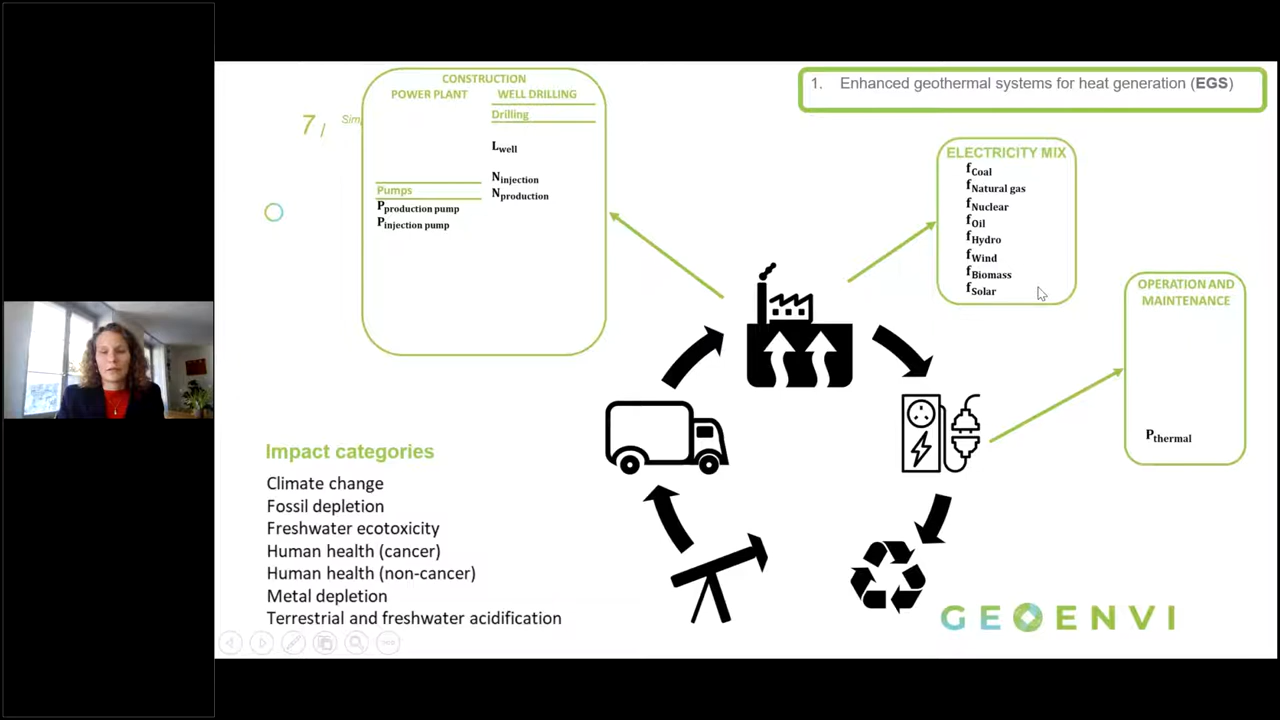 CONSTRUCTION
POWER PLANT
WELL DRILLING
Drilling
Lwell
Ninjection
Nproduction
Pumps
Pproduction pump
Pinjection pump
7 /
1. Enhanced geothermal systems for heat generation (EGS)
ELECTRICITY MIX
fCoal
fNatural gas
fNuclear
fOil
fHydro
fWind
fBiomass
fSolar
OPERATION AND
MAINTENANCE
Pthermal
Impact categories
Climate change
Fossil depletion
Freshwater ecotoxicity
Human health (cancer)
Human health (non-cancer)
Metal depletion
Terrestrial and freshwater acidification
GEOENVI